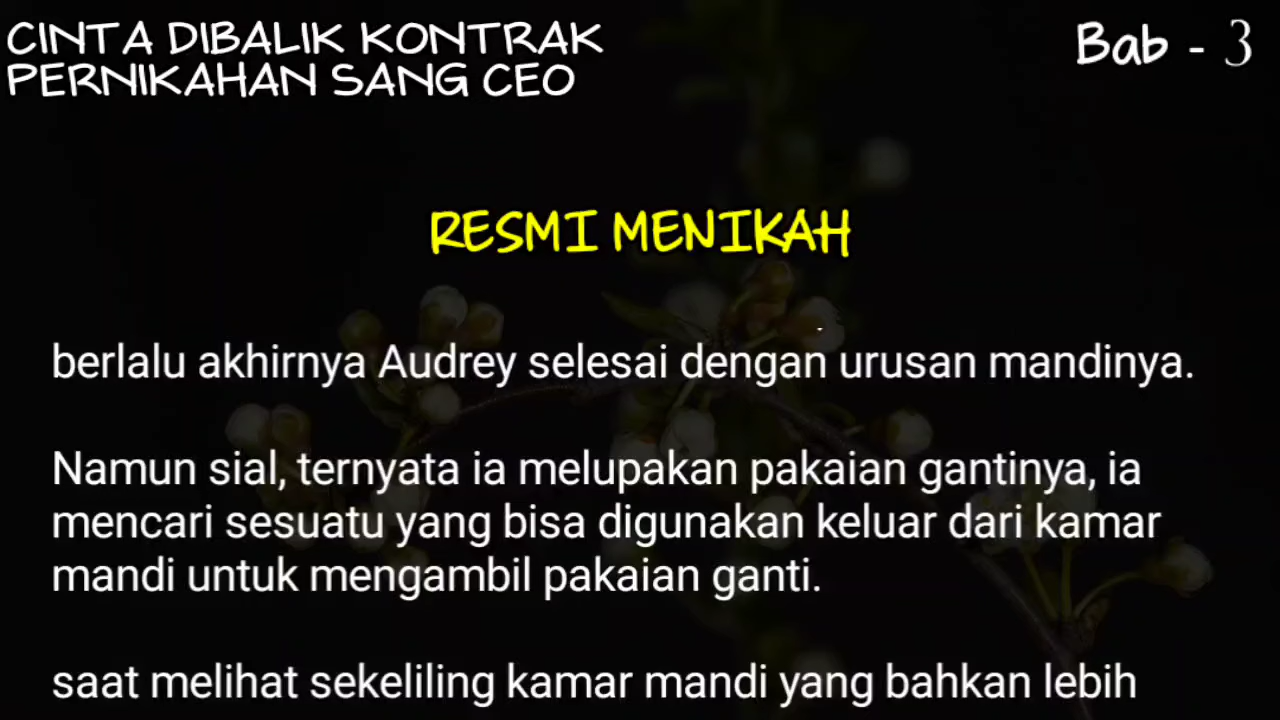 CINTA DIBALIK KONTRAK
PERNIKAHAN SANG CEO
Bab - 3
RESMI MENIKAH
berlalu akhirnya Audrey selesai dengan urusan mandinya.
Namun sial, ternyata ia melupakan pakaian gantinya, ia
mencari sesuatu yang bisa digunakan keluar dari kamar
mandi untuk mengambil pakaian ganti.
saat melihat sekeliling kamar mandi yang bahkan lebih